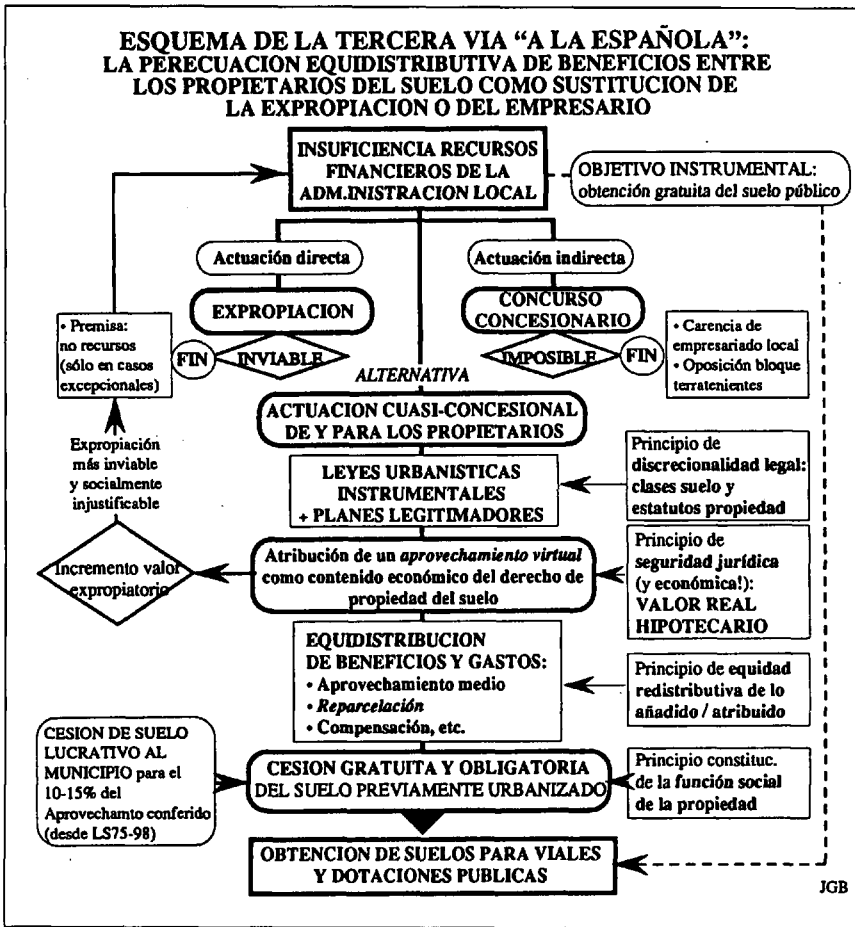 ESQUEMA DE LA TERCERA VIA “A LA ESPAÑOLA”:
LA PERECUACION EQUIDISTRIBUTIVA DE BENEFICIOS ENTRE
LOS PROPIETARIOS DEL SUELO COMO SUSTITUCION DE
LA EXPROPIACION O DEL EMPRESARIO
INSUFICIENCIA RECURSOS
FINANCIEROS DE LA
ADM.INISTRACION LOCAL
OBJETIVO INSTRUMENTAL:
obtención gratuita del suelo público
Actuación directa
Actuación indirecta
EXPROPIACION
CONCURSO
CONCESIONARIO
• Premisa:
no recursos
(sólo en casos
excepcionales)
FIN
INVIABLE
IMPOSIBLE
FIN
• Carencia de
empresariado local
• Oposición bloque
terratenientes
ALTERNATIVA
ACTUACION CUASI-CONCESIONAL
DE Y PARA LOS PROPIETARIOS
Expropiación
más inviable
y socialmente
injustificable
LEYES URBANISTICAS
INSTRUMENTALES
+ PLANES LEGITIMADORES
Principio de
discrecionalidad legal:
clases suelo y
estatutos propiedad
Incremento valor
expropiatorio
Atribución de un aprovechamiento virtual
como contenido económico del derecho de
propiedad del suelo
Principio de
seguridad jurídica
(y económica!):
VALOR REAL
HIPOTECARIO
EQUIDISTRIBUCION
DE BENEFICIOS Y GASTOS:
• Aprovechamiento medio
• Reparcelación
• Compensación, etc.
Principio de equidad
redistributiva de lo
añadido / atribuido
CESION DE SUELO
LUCRATIVO AL
MUNICIPIO para el
10-15% del
Aprovechamto conferido
(desde LS75-98)
CESION GRATUITA Y OBLIGATORIA
DEL SUELO PREVIAMENTE URBANIZADO
Principio constituc.
de la función social
de la propiedad
OBTENCION DE SUELOS PARA VIALES
Y DOTACIONES PUBLICAS
JGB